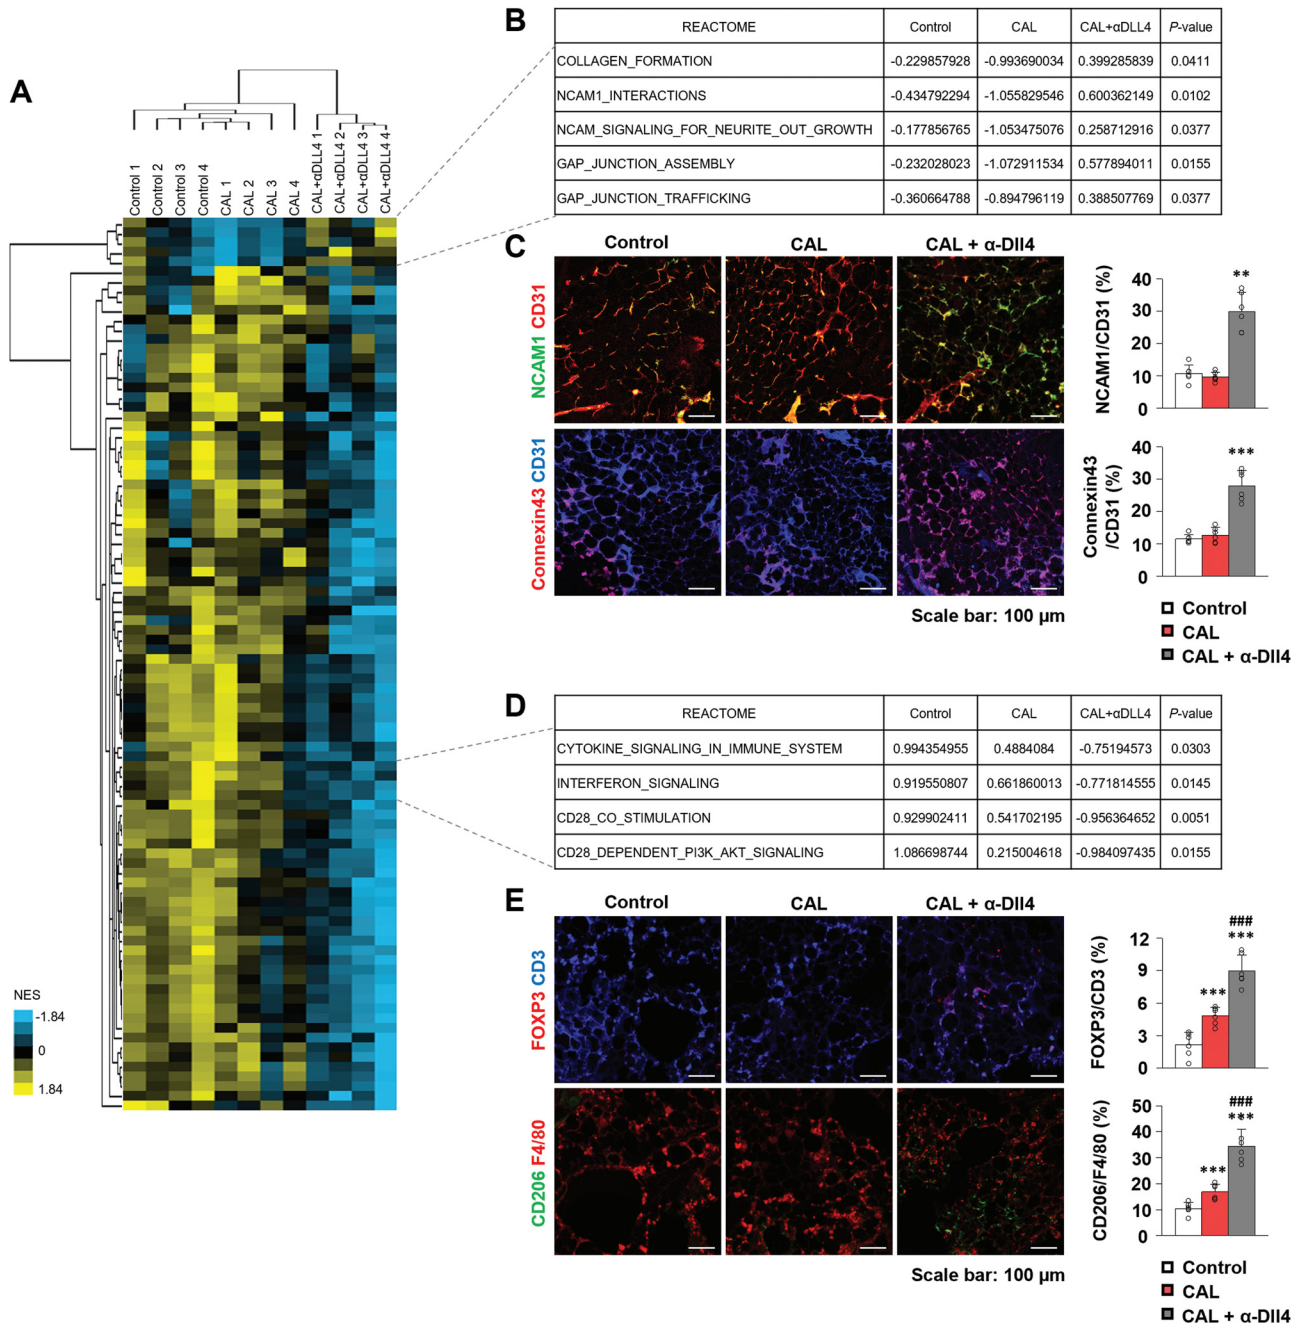 A
Control 1
Control 2
Control 3
Control 4
CAL 1
CAL 2
CAL 3
CAL 4
CAL+αDLL4 1
CAL+αDLL4 2
CAL+αDLL4 3
CAL+αDLL4 4
NES
-1.84
0
1.84
B
REACTOME Control CAL CAL+αDLL4 P-value
COLLAGEN_FORMATION -0.229857928 -0.993690034 0.399285839 0.0411
NCAM1_INTERACTIONS -0.434792294 -1.055829546 0.600362149 0.0102
NCAM_SIGNALING_FOR_NEURITE_OUT_GROWTH -0.177856765 -1.053475076 0.258712916 0.0377
GAP_JUNCTION_ASSEMBLY -0.232028023 -1.072911534 0.577894011 0.0155
GAP_JUNCTION_TRAFFICKING -0.360664788 -0.894796119 0.388507769 0.0377
C
Control CAL CAL + α-Dll4
NCAM1 CD31
Connexin43 CD31
Scale bar: 100 µm
NCAM1/CD31 (%)
40
30
20
10
0
**
Connexin43
/CD31 (%)
40
30
20
10
0
***
Control
CAL
CAL + α-Dll4
D
REACTOME Control CAL CAL+αDLL4 P-value
CYTOKINE_SIGNALING_IN_IMMUNE_SYSTEM 0.994354955 0.4884084 -0.75194573 0.0303
INTERFERON_SIGNALING 0.919550807 0.661860013 -0.771814555 0.0145
CD28_CO_STIMULATION 0.929902411 0.541702195 -0.956364652 0.0051
CD28_DEPENDENT_PI3K_AKT_SIGNALING 1.086698744 0.215004618 -0.984097435 0.0155
E
Control CAL CAL + α-Dll4
FOXP3 CD3
CD206 F4/80
Scale bar: 100 µm
FOXP3/CD3 (%)
12
9
6
3
0
***
###
***
CD206/F4/80 (%)
50
40
30
20
10
0
***
###
***
Control
CAL
CAL + α-Dll4